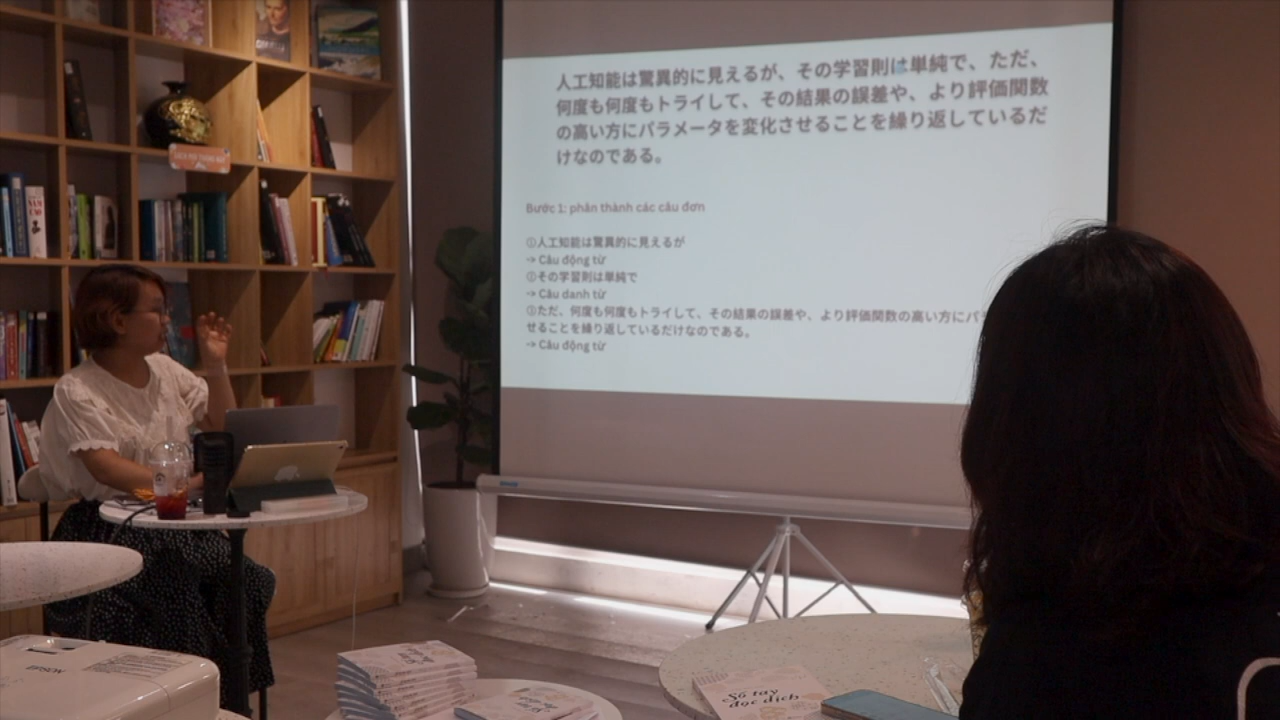 人工知能は驚異的に見えるが、その学習則は単純で、ただ、
何度も何度もトライして、その結果の誤差や、より評価関数
の高い方にパラメータを変化させることを繰り返しているだ
けなのである。
Bước 1: phân thành các câu đơn
①人工知能は驚異的に見えるが
-> Câu động từ
①その学習則は単純で
-> Câu danh từ
①ただ、何度も何度もトライして、その結果の誤差や、より評価関数の高い方にパラ
せることを繰り返しているだけなのである。
-> Câu động từ
NAM
CAO
EPSON
Sổ tay
đọc dịch